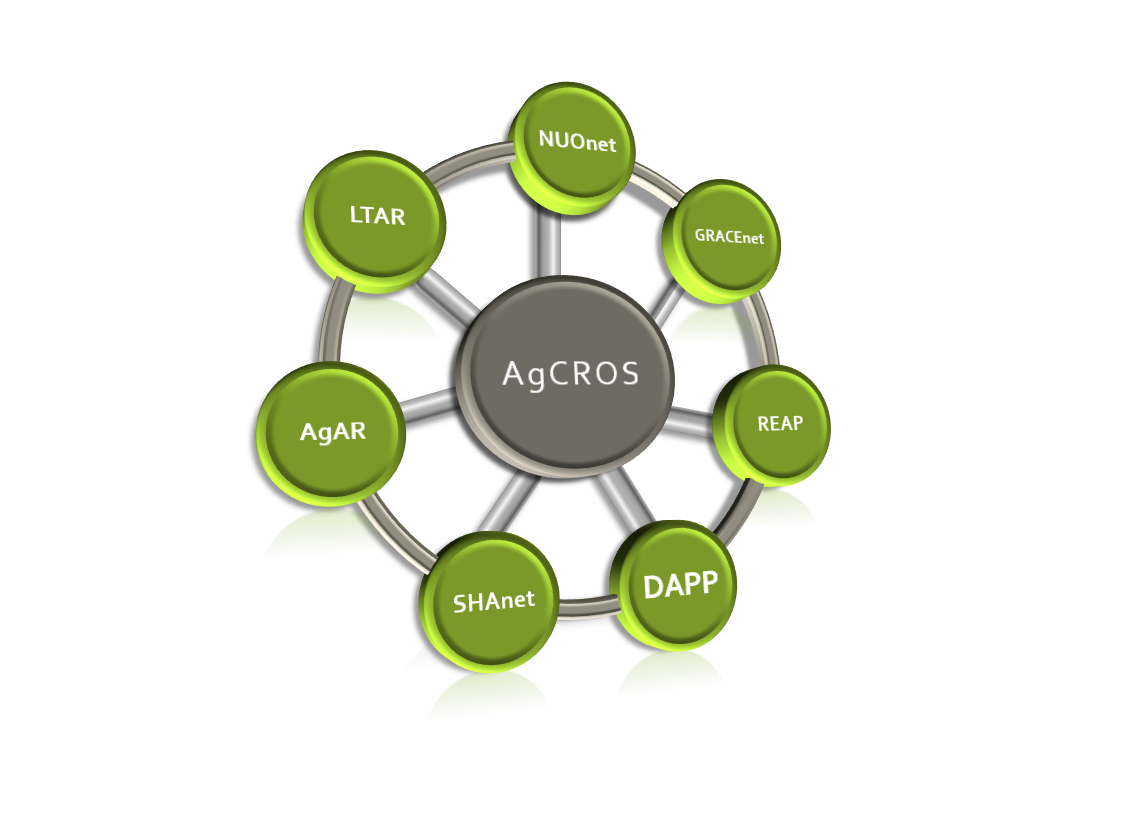 NUOnet
LTAR
GRACEnet
AgCROS
REAP
AgAR
DAPP
SHAnet